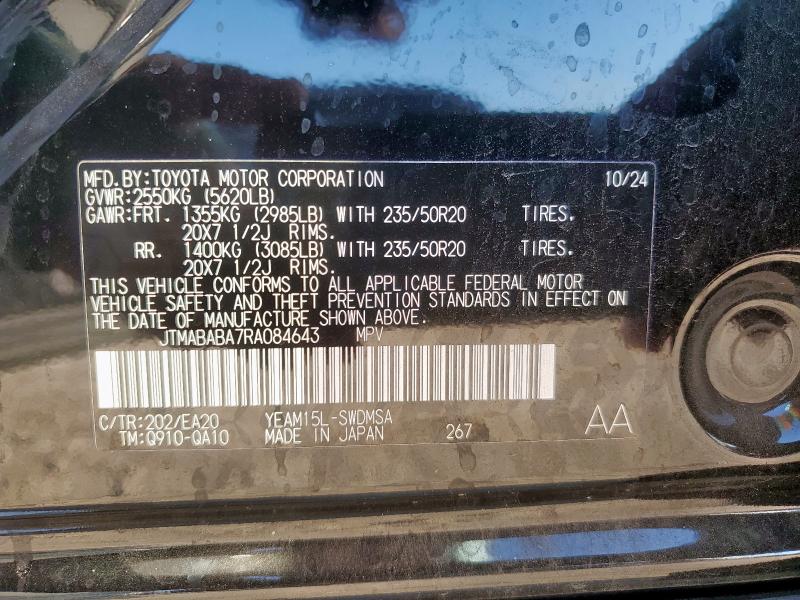 MFD.BY:TOYOTA MOTOR CORPORATION 10/24
GVWR:2550KG (5620LB)
GAWR:FRT. 1355KG (2985LB) WITH 235/50R20 TIRES.
20X7 1/2J RIMS.
RR. 1400KG (3085LB) WITH 235/50R20 TIRES.
20X7 1/2J RIMS.
THIS VEHICLE CONFORMS TO ALL APPLICABLE FEDERAL MOTOR
VEHICLE SAFETY AND THEFT PREVENTION STANDARDS IN EFFECT ON
THE DATE OF MANUFACTURE SHOWN ABOVE.
JTMABABA7RA084643 MPV
C/TR:202/EA20 YEAM15L-SWDMSA
TM:Q910-QA10 MADE IN JAPAN 267 AA